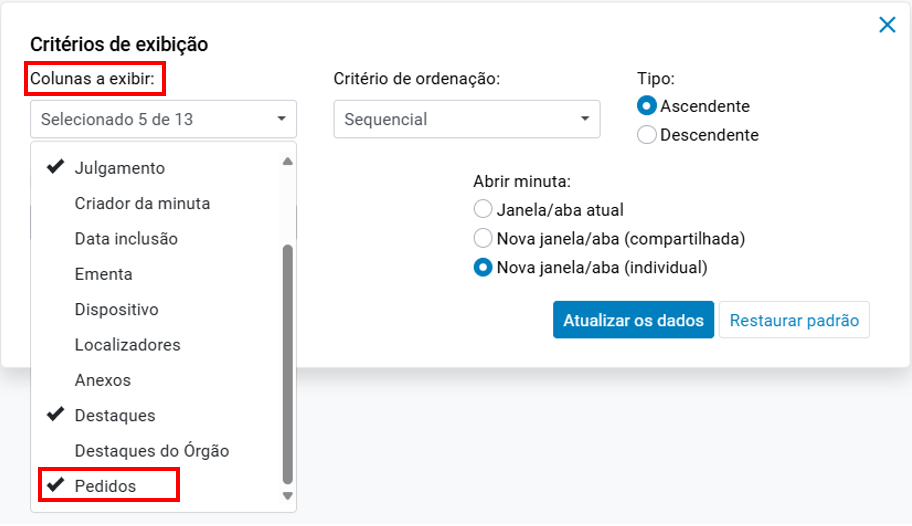 Critérios de exibição
Colunas a exibir:
Selecionado 5 de 13
Julgamento
Criador da minuta
Data inclusão
Ementa
Dispositivo
Localizadores
Anexos
Destaques
Destaques do Órgão
Pedidos
Critério de ordenação:
Sequencial
Tipo:
Ascendente
Descendente
Abrir minuta:
Janela/aba atual
Nova janela/aba (compartilhada)
Nova janela/aba (individual)
Atualizar os dados
Restaurar padrão